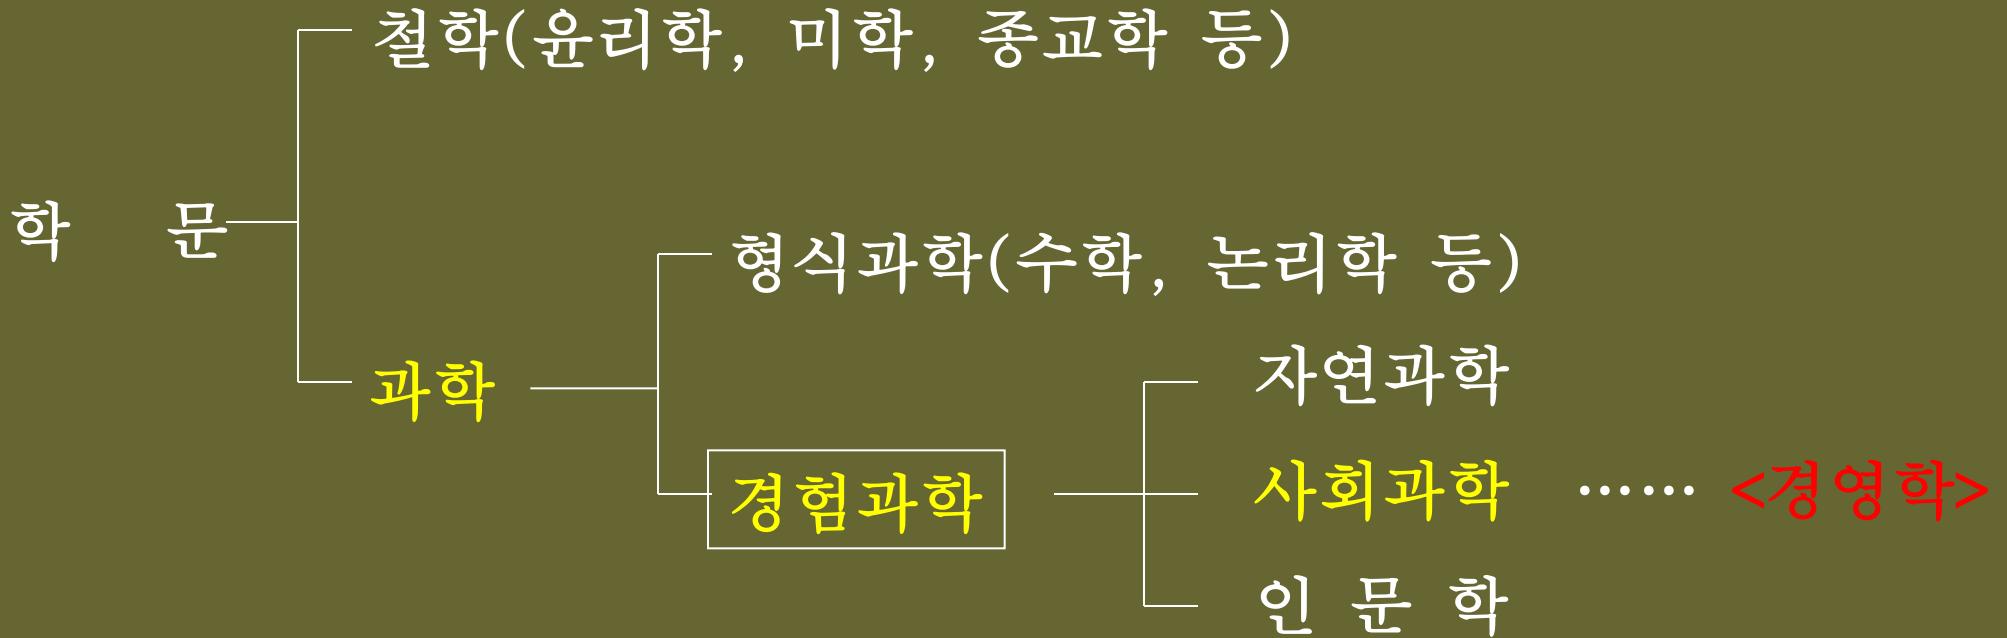 철학(윤리학, 미학, 종교학 등)
학 문
형식과학(수학, 논리학 등)
과학
자연과학
경험과학
사회과학 …… <경영학>
인 문 학